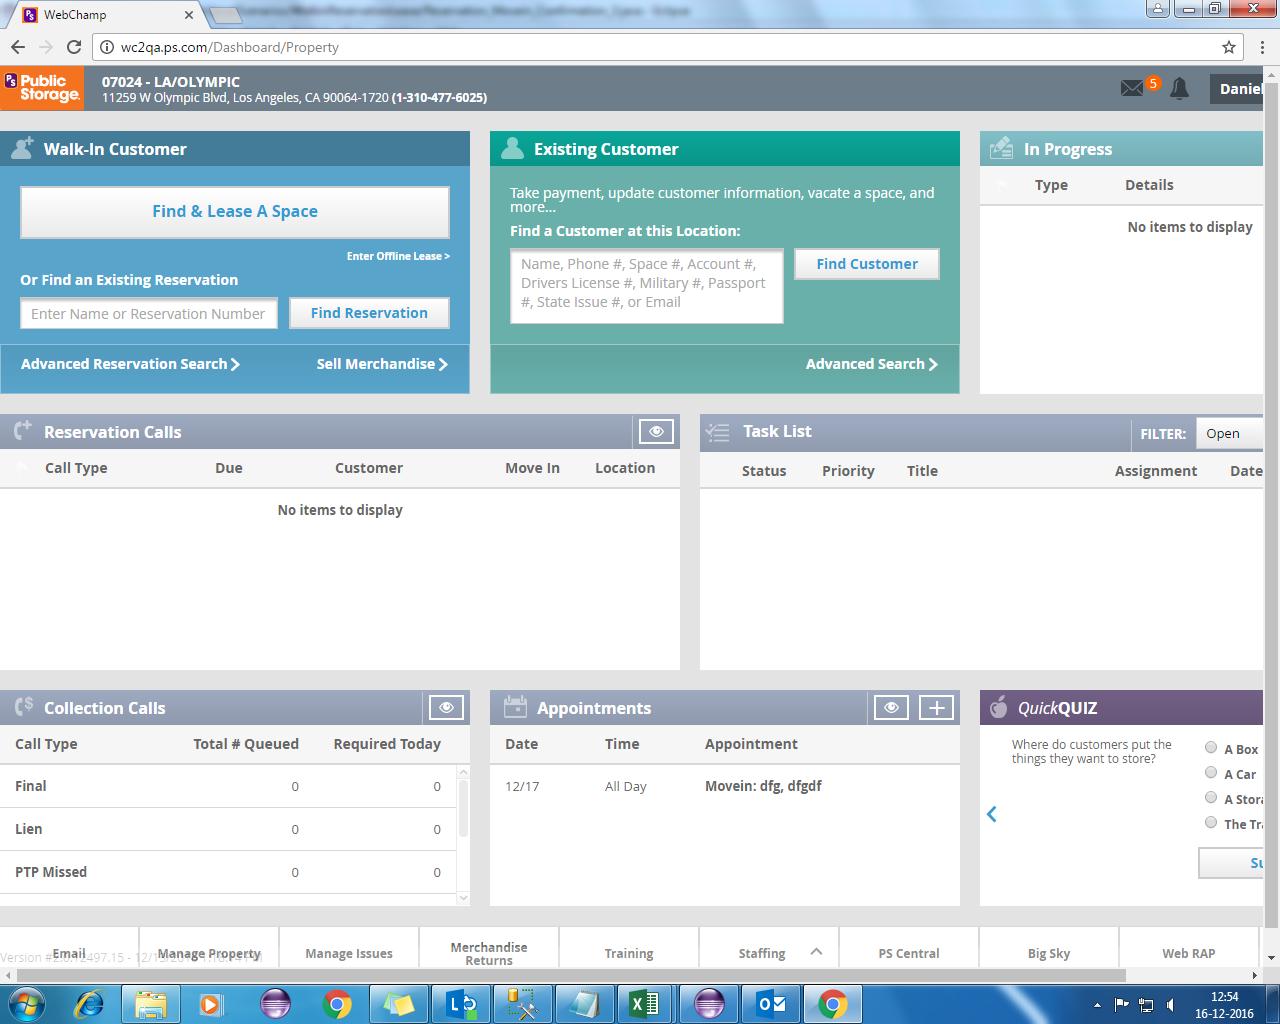 WebChamp
wc2qa.ps.com/Dashboard/Property
PS Public Storage
07024 - LA/OLYMPIC
11259 W Olympic Blvd, Los Angeles, CA 90064-1720 (1-310-477-6025)
5
Daniel
Walk-In Customer
Find & Lease A Space
Enter Offline Lease >
Or Find an Existing Reservation
Enter Name or Reservation Number
Find Reservation
Advanced Reservation Search
Sell Merchandise
Existing Customer
Take payment, update customer information, vacate a space, and
more...
Find a Customer at this Location:
Name, Phone #, Space #, Account #,
Drivers License #, Military #, Passport
#, State Issue #, or Email
Find Customer
Advanced Search
In Progress
Type Details
No items to display
Reservation Calls
Call Type Due Customer Move In Location
No items to display
Task List
FILTER: Open
Status Priority Title Assignment Date
Collection Calls
Call Type Total # Queued Required Today
Final 0 0
Lien 0 0
PTP Missed 0 0
Appointments
Date Time Appointment
12/17 All Day Movein: dfg, dfgdf
QuickQUIZ
Where do customers put the
things they want to store?
A Box
A Car
A Stora
The Tra
Su
Email
Manage Property
Manage Issues
Merchandise
Returns
Training
Staffing
PS Central
Big Sky
Web RAP
12:54
16-12-2016